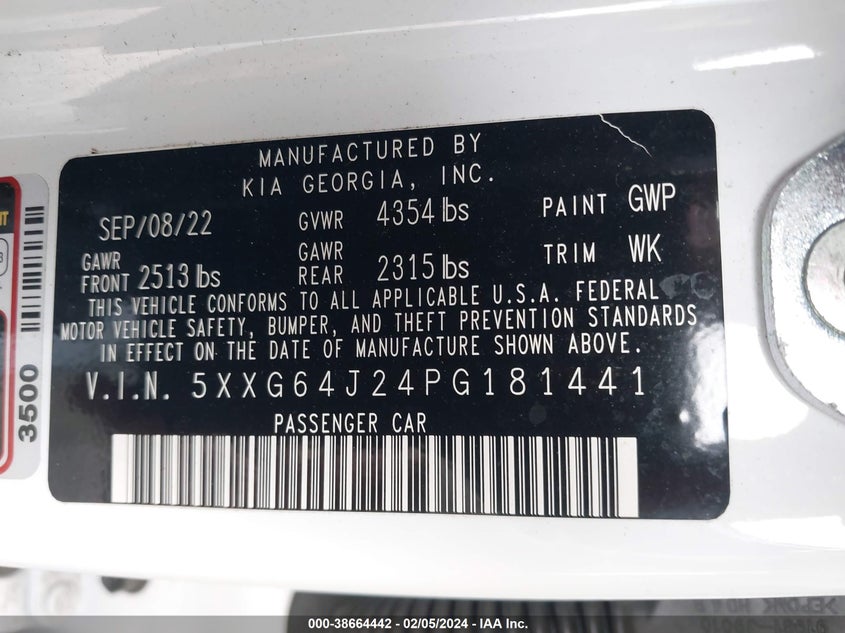 MANUFACTURED BY
KIA GEORGIA, INC.
SEP/08/22 GVWR 4354 lbs PAINT GWP
GAWR FRONT 2513 lbs GAWR REAR 2315 lbs TRIM WK
THIS VEHICLE CONFORMS TO ALL APPLICABLE U.S.A. FEDERAL
MOTOR VEHICLE SAFETY, BUMPER, AND THEFT PREVENTION STANDARDS
IN EFFECT ON THE DATE OF MANUFACTURE SHOWN ABOVE.
V.I.N. 5XXG64J24PG181441
PASSENGER CAR
3500
000-38664442 - 02/05/2024 - IAA Inc.